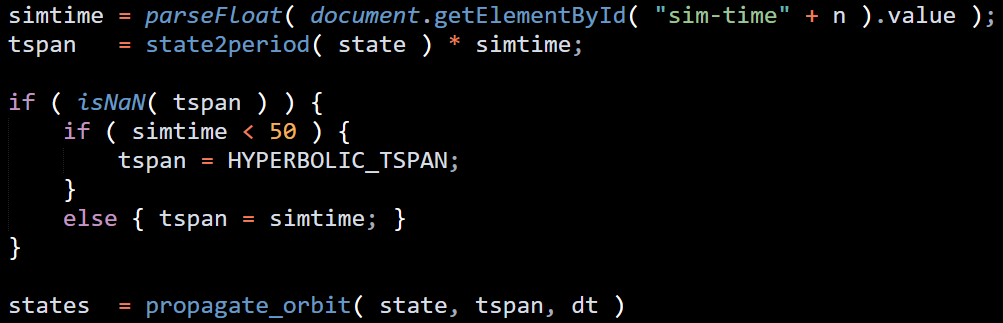 simtime = parseFloat( document.getElementById( "sim-time" + n ).value );
tspan   = state2period( state ) * simtime;

if ( isNaN( tspan ) ) {
    if ( simtime < 50 ) {
        tspan = HYPERBOLIC_TSPAN;
    }
    else { tspan = simtime; }
}

states  = propagate_orbit( state, tspan, dt )